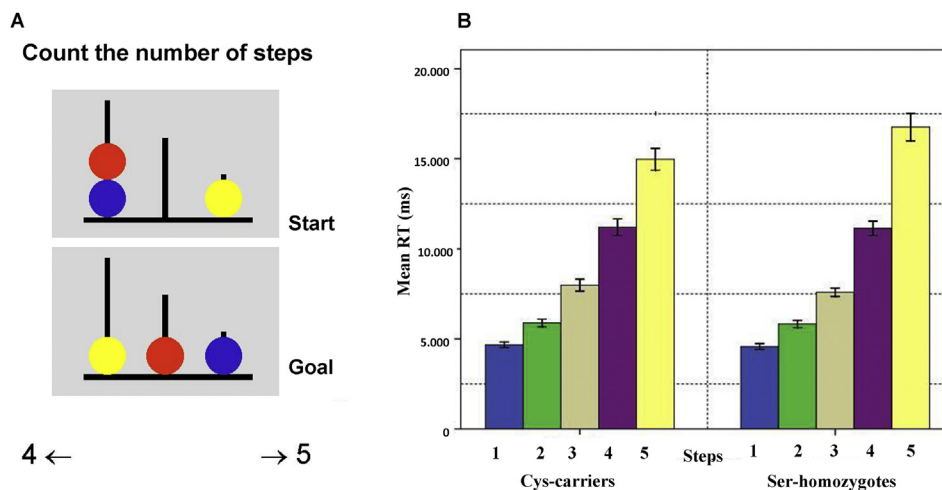 A
Count the number of steps
Start
Goal
4 ← → 5
B
Mean RT (ms)
20.000
15.000
10.000
5.000
0
1 2 3 4 5 Steps 1 2 3 4 5
Cys-carriers Ser-homozygotes